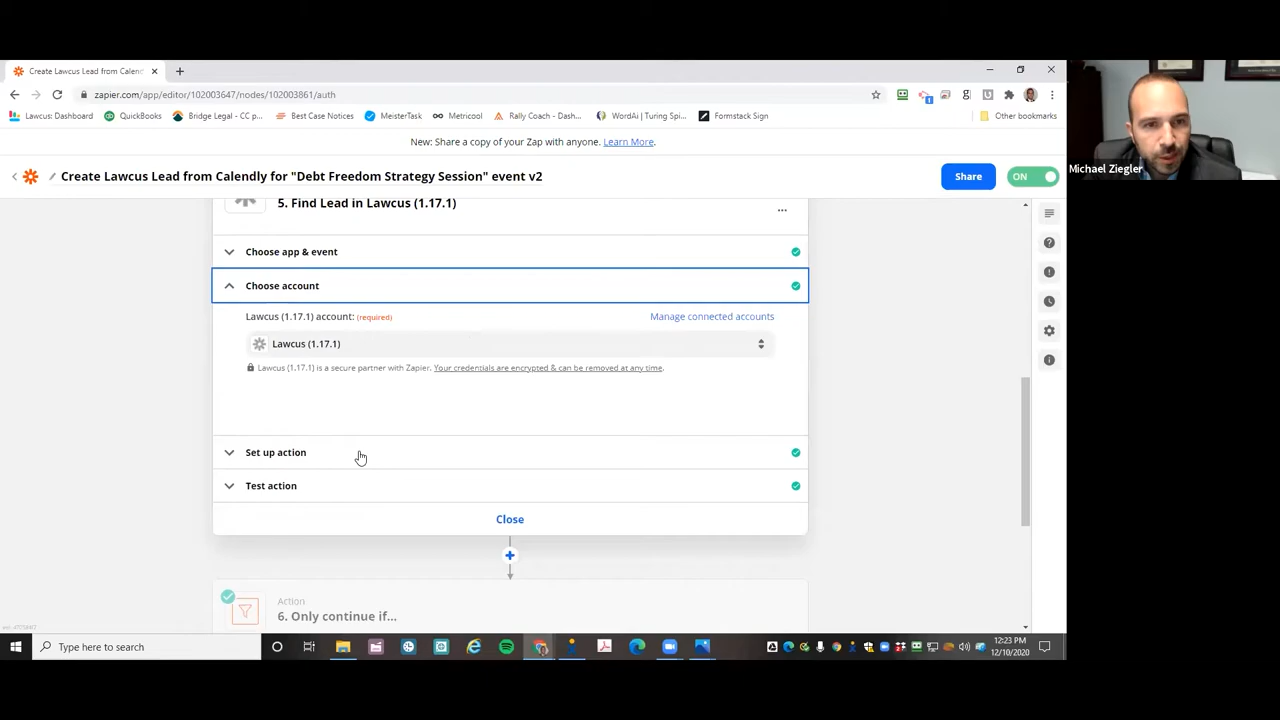 Create Lawcus Lead from Calendly
zapier.com/app/editor/102003647/nodes/102003861/auth
Lawcus: Dashboard
QuickBooks
Bridge Legal - CC p...
Best Case Notices
MeisterTask
Metricool
Rally Coach - Dash...
WordAi | Turing Spi...
Formstack Sign
Other bookmarks
New: Share a copy of your Zap with anyone. Learn More.
Michael Ziegler
Create Lawcus Lead from Calendly for "Debt Freedom Strategy Session" event v2
Share
ON
5. Find Lead in Lawcus (1.17.1)
...
Choose app & event
Choose account
Lawcus (1.17.1) account: (required)
Manage connected accounts
Lawcus (1.17.1)
Lawcus (1.17.1) is a secure partner with Zapier. Your credentials are encrypted & can be removed at any time.
Set up action
Test action
Close
Action
6. Only continue if...
Type here to search
12:23 PM
12/10/2020